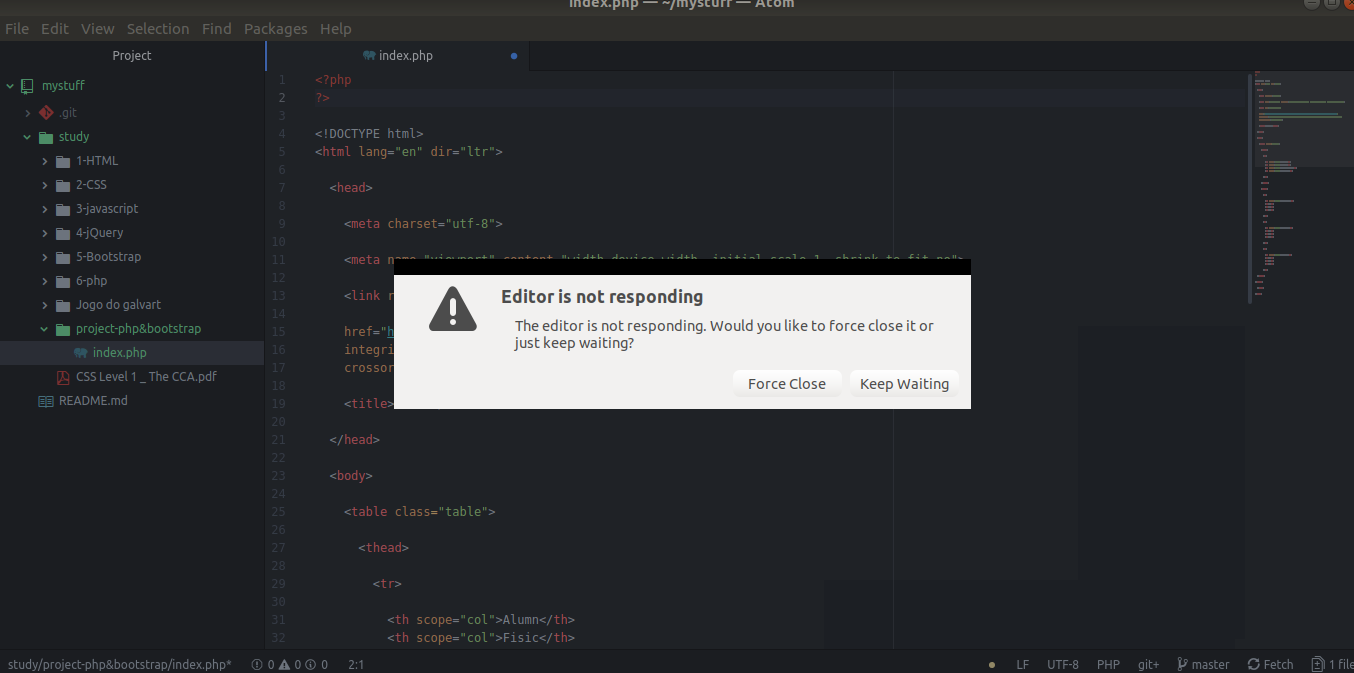 index.php — ~/mystuff — Atom
File Edit View Selection Find Packages Help
Project
index.php
mystuff
.git
study
1-HTML
2-CSS
3-javascript
4-jQuery
5-Bootstrap
6-php
Jogo do galvart
project-php&bootstrap
index.php
CSS Level 1 _ The CCA.pdf
README.md
1 <?php
2 ?>
3
4 <!DOCTYPE html>
5 <html lang="en" dir="ltr">
6
7 <head>
8
9 <meta charset="utf-8">
10
11 <meta name="viewport" content="width=device-width, initial-scale=1, shrink-to-fit=no">
12
13 <link r
14
15 href="h
16 integri
17 crossor
18
19 <title>
20
21 </head>
22
23 <body>
24
25 <table class="table">
26
27 <thead>
28
29 <tr>
30
31 <th scope="col">Alumn</th>
32 <th scope="col">Fisic</th>
Editor is not responding
The editor is not responding. Would you like to force close it or
just keep waiting?
Force Close Keep Waiting
study/project-php&bootstrap/index.php* 0 0 0 2:1 LF UTF-8 PHP git+ master Fetch 1 file